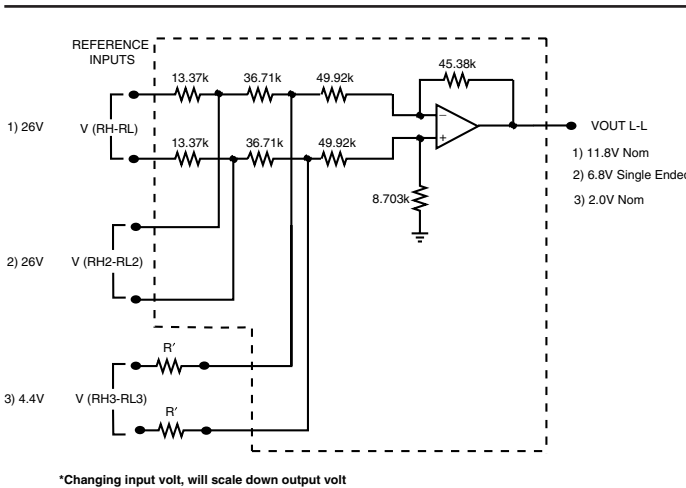 REFERENCE
INPUTS
13.37k 36.71k 49.92k 45.38k
1) 26V V (RH-RL)
−
+
13.37k 36.71k 49.92k
VOUT L-L
1) 11.8V Nom
2) 6.8V Single Ended
3) 2.0V Nom
8.703k
2) 26V V (RH2-RL2)
R′
3) 4.4V V (RH3-RL3)
R′
*Changing input volt, will scale down output volt